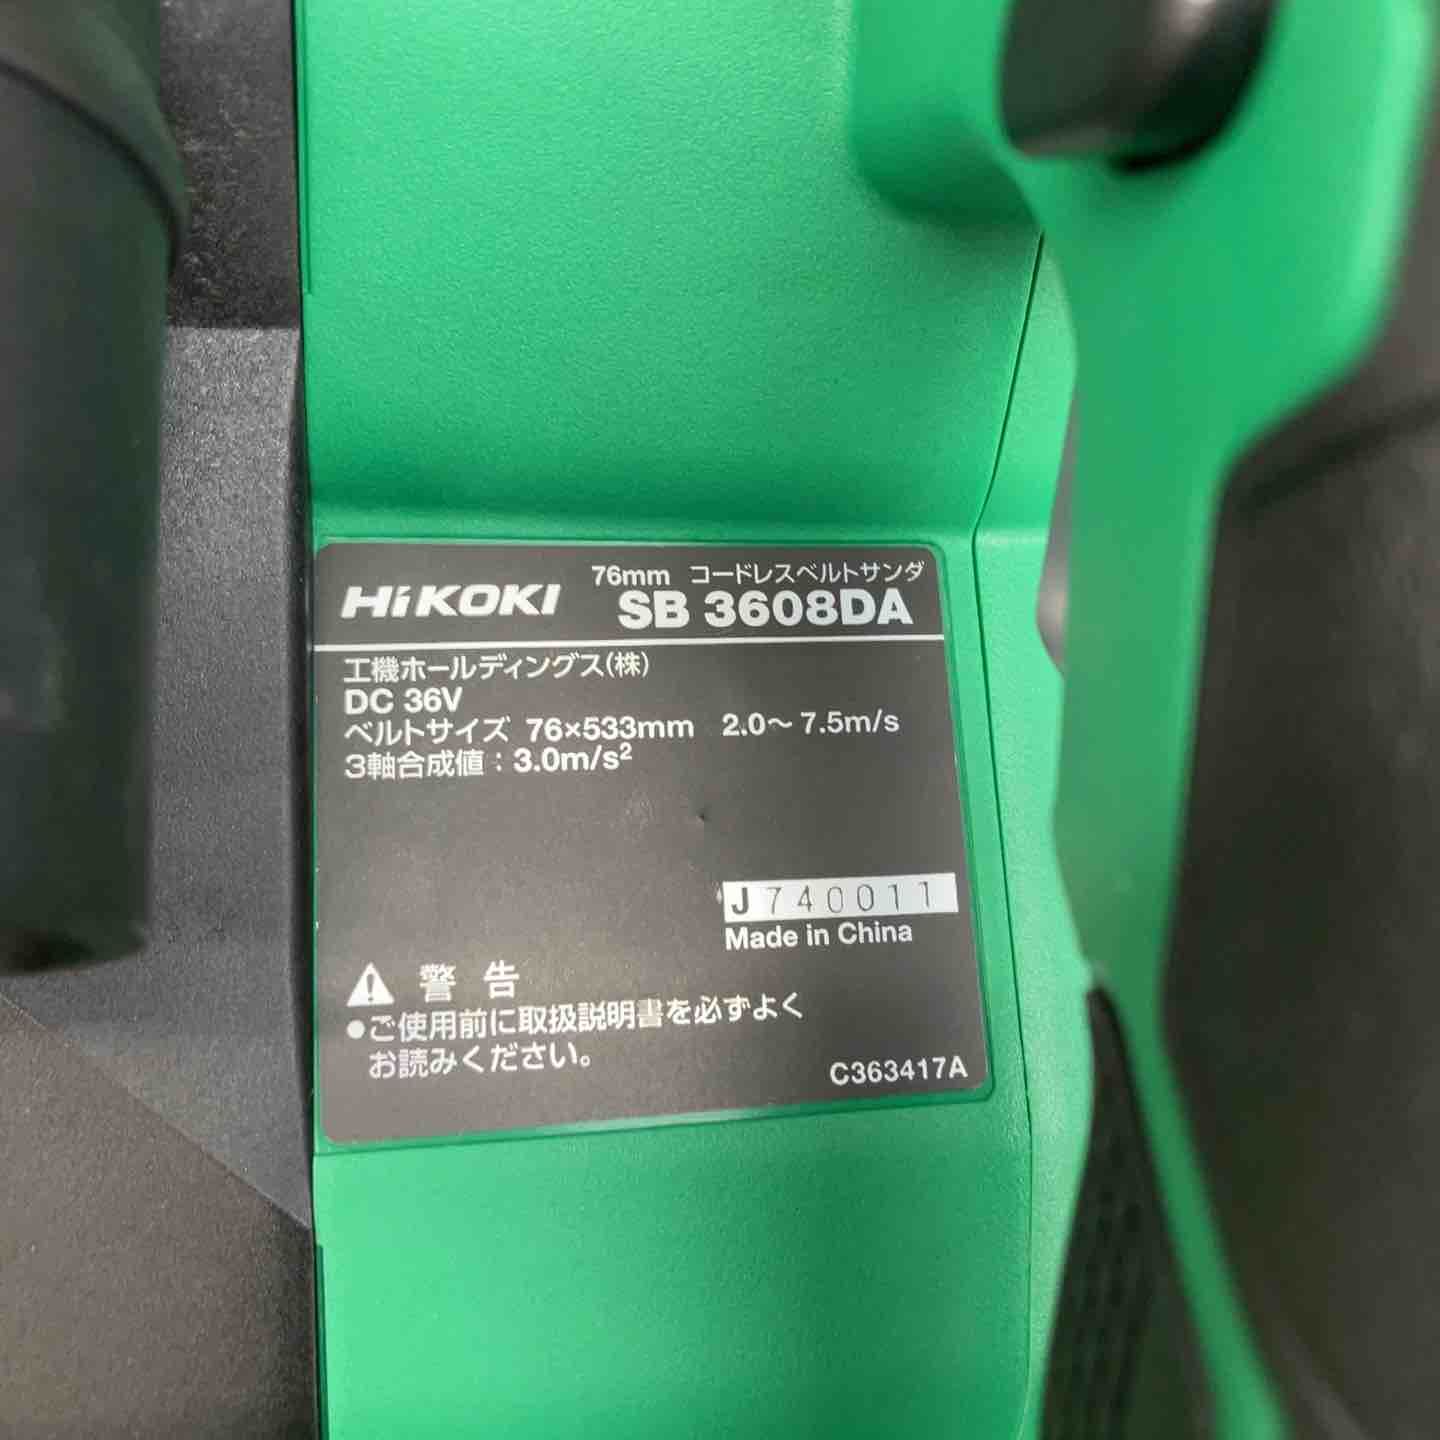 HiKOKI 76mm コードレスベルトサンダ
SB 3608DA
工機ホールディングス(株)
DC 36V
ベルトサイズ 76×533mm 2.0～7.5m/s
3軸合成値：3.0m/s²
J740011
Made in China
警告
●ご使用前に取扱説明書を必ずよく
お読みください。
C363417A